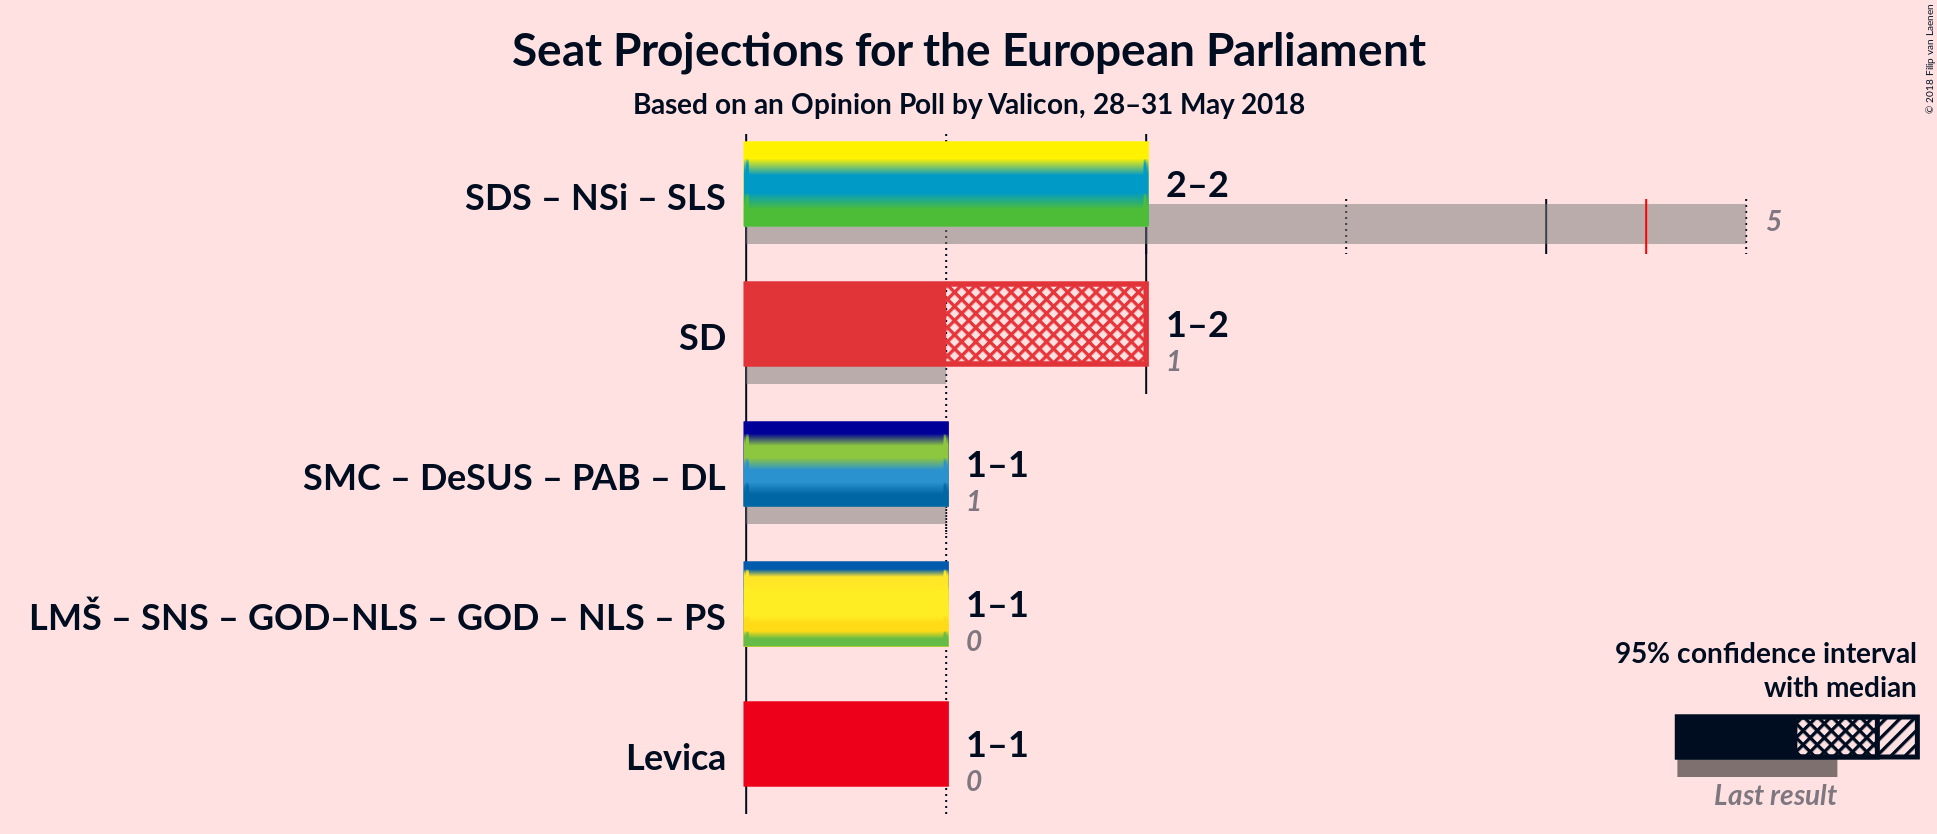 Seat Projections for the European Parliament
Based on an Opinion Poll by Valicon, 28–31 May 2018
© 2018 Filip van Laenen
SDS – NSi – SLS
2–2
5
SD
1–2
1
SMC – DeSUS – PAB – DL
1–1
1
LMŠ – SNS – GOD–NLS – GOD – NLS – PS
1–1
0
Levica
1–1
0
95% confidence interval
with median
Last result